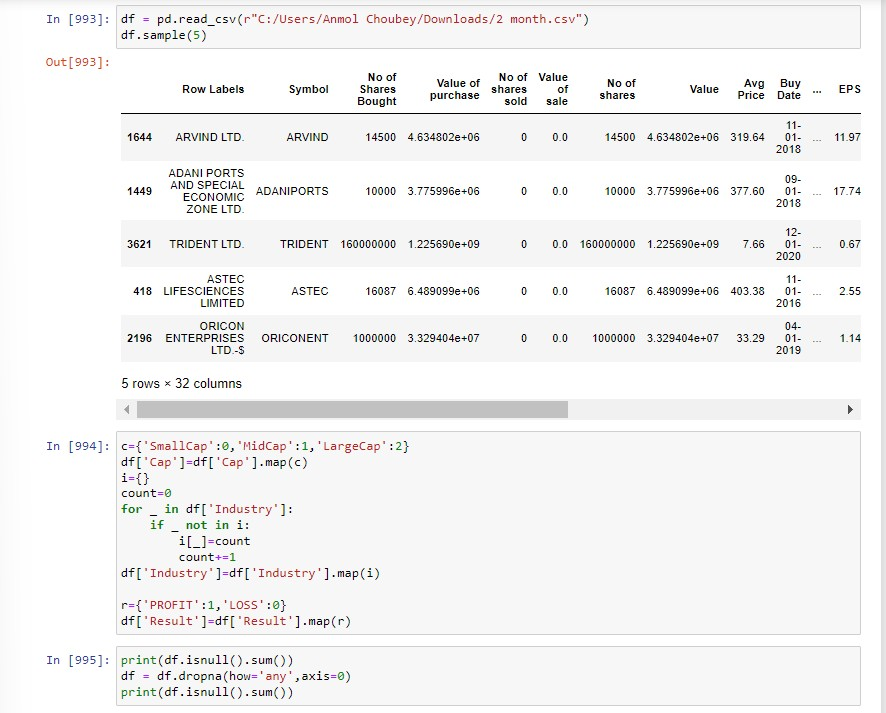 In [993]: df = pd.read_csv(r"C:/Users/Anmol Choubey/Downloads/2 month.csv")
df.sample(5)
Out[993]:
Row Labels Symbol No of Shares Bought Value of purchase No of shares sold Value of sale No of shares Value Avg Price Buy Date ... EPS
1644 ARVIND LTD. ARVIND 14500 4.634802e+06 0 0.0 14500 4.634802e+06 319.64 11-01-2018 ... 11.97
1449 ADANI PORTS AND SPECIAL ECONOMIC ZONE LTD. ADANIPORTS 10000 3.775996e+06 0 0.0 10000 3.775996e+06 377.60 09-01-2018 ... 17.74
3621 TRIDENT LTD. TRIDENT 160000000 1.225690e+09 0 0.0 160000000 1.225690e+09 7.66 12-01-2020 ... 0.67
418 ASTEC LIFESCIENCES LIMITED ASTEC 16087 6.489099e+06 0 0.0 16087 6.489099e+06 403.38 11-01-2016 ... 2.55
2196 ORICON ENTERPRISES LTD.-$ ORICONENT 1000000 3.329404e+07 0 0.0 1000000 3.329404e+07 33.29 04-01-2019 ... 1.14
5 rows × 32 columns
In [994]: c={'SmallCap':0,'MidCap':1,'LargeCap':2}
df['Cap']=df['Cap'].map(c)
i={}
count=0
for _ in df['Industry']:
    if _ not in i:
        i[_]=count
        count+=1
df['Industry']=df['Industry'].map(i)
r={'PROFIT':1,'LOSS':0}
df['Result']=df['Result'].map(r)
In [995]: print(df.isnull().sum())
df = df.dropna(how='any',axis=0)
print(df.isnull().sum())